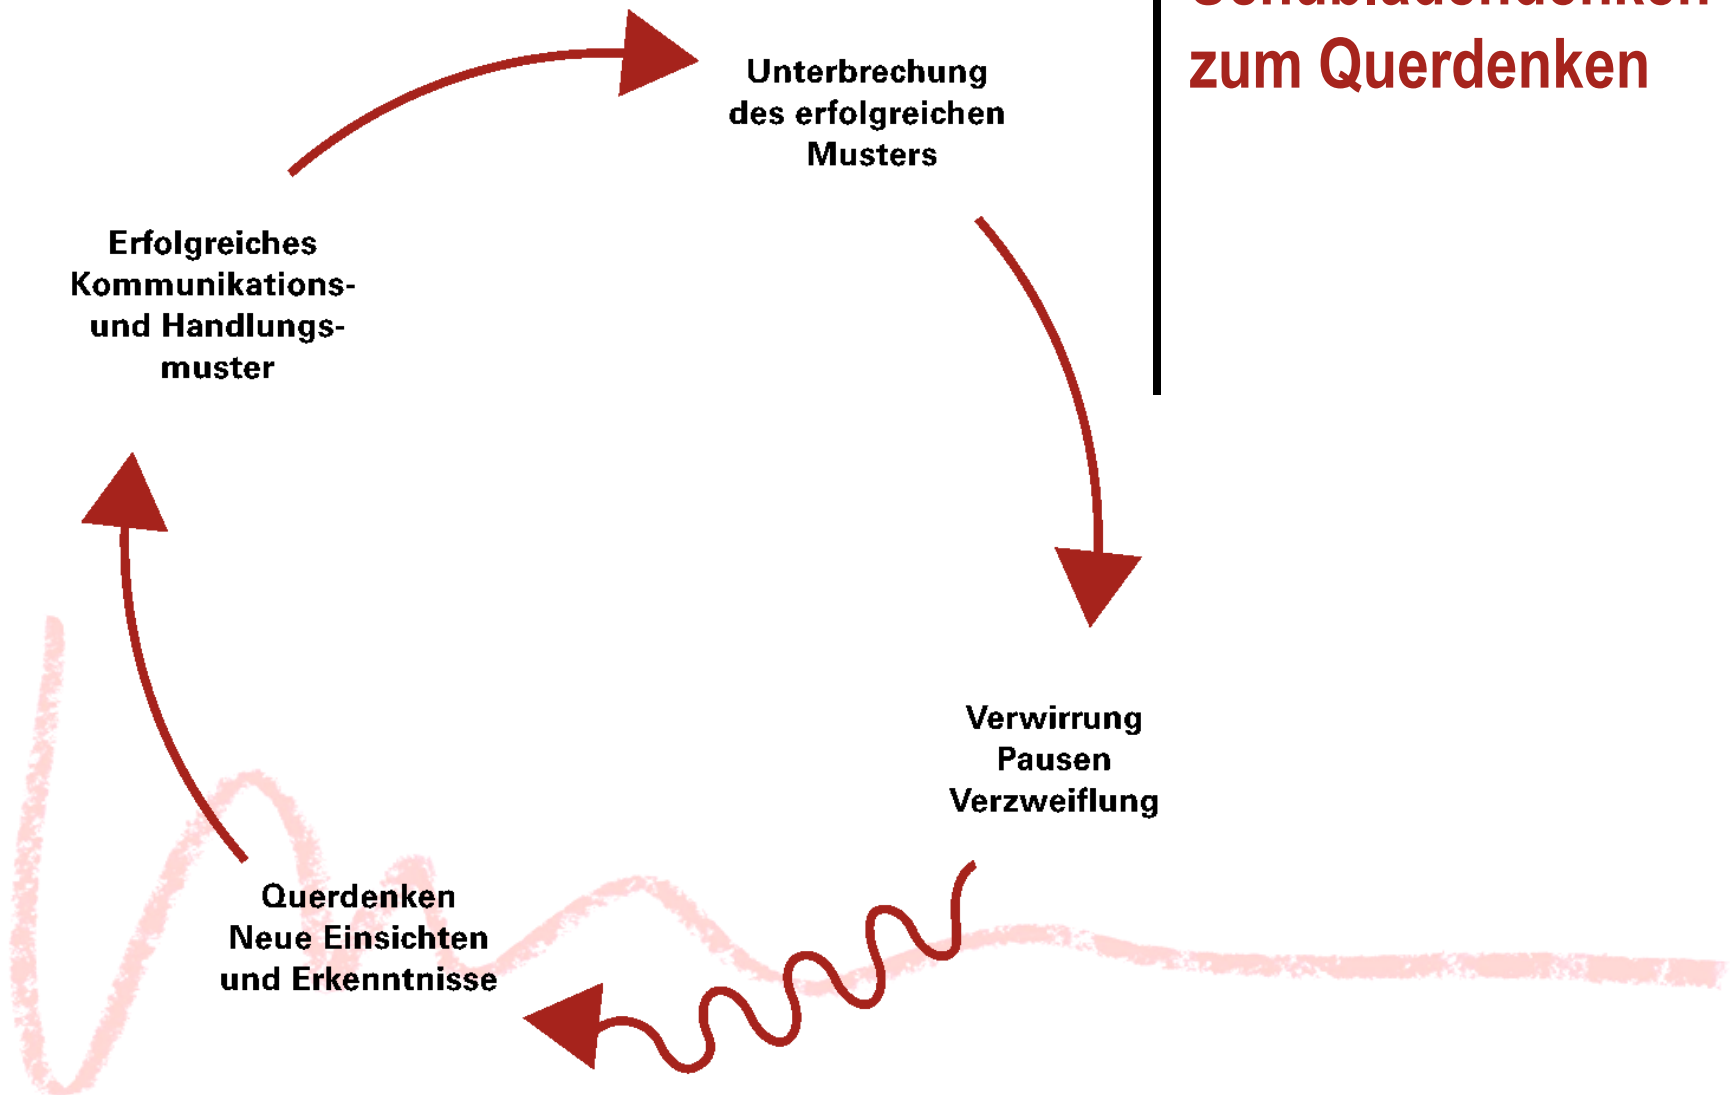 Schubladendenken
zum Querdenken
Unterbrechung
des erfolgreichen
Musters
Erfolgreiches
Kommunikations-
und Handlungs-
muster
Verwirrung
Pausen
Verzweiflung
Querdenken
Neue Einsichten
und Erkenntnisse